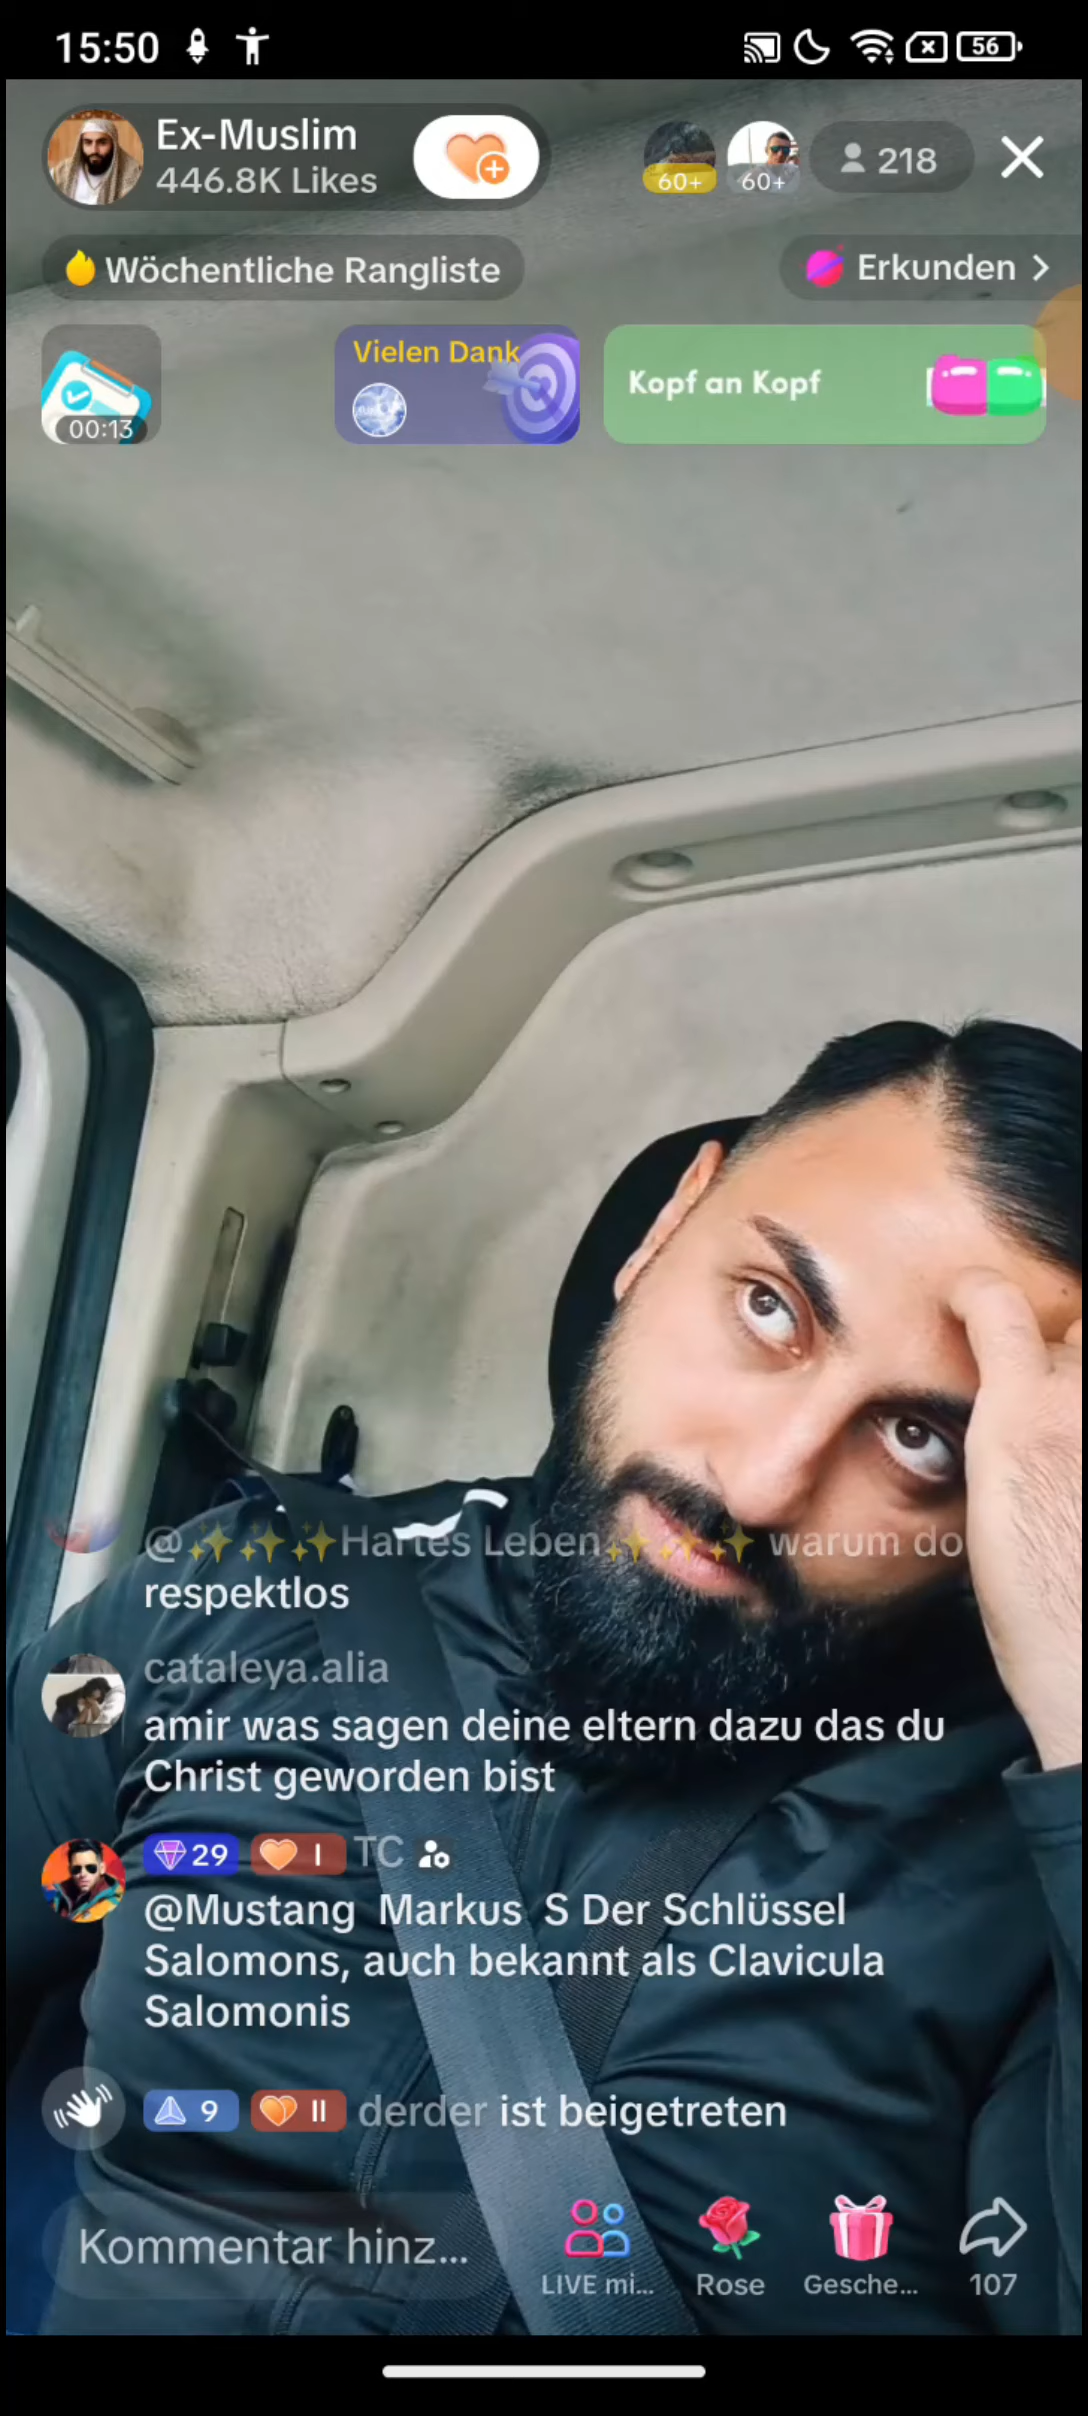 15:50
56
Ex-Muslim
446.8K Likes
60+
60+
218
Wöchentliche Rangliste
Erkunden
00:13
Vielen Dank
Kopf an Kopf
@✨✨✨Hartes Leben✨✨✨ warum do
respektlos
cataleya.alia
amir was sagen deine eltern dazu das du
Christ geworden bist
29 I TC
@Mustang Markus S Der Schlüssel
Salomons, auch bekannt als Clavicula
Salomonis
9 II derder ist beigetreten
Kommentar hinz...
LIVE mi...
Rose
Gesche...
107